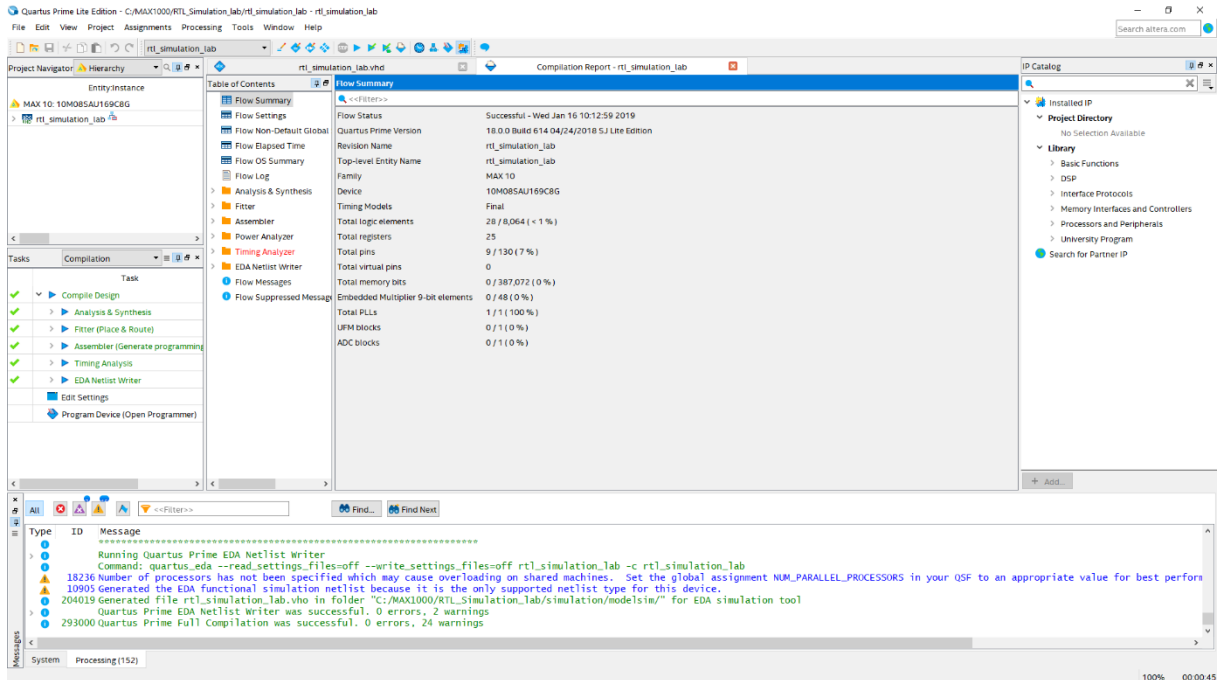 Quartus Prime Lite Edition - C:/MAX1000/RTL_Simulation_lab/rtl_simulation_lab - rtl_simulation_lab
File Edit View Project Assignments Processing Tools Window Help
Search altera.com
rtl_simulation_lab
Project Navigator Hierarchy
Entity:Instance
MAX 10: 10M08SAU169C8G
rtl_simulation_lab
Tasks Compilation
Task
Compile Design
Analysis & Synthesis
Fitter (Place & Route)
Assembler (Generate programming
Timing Analysis
EDA Netlist Writer
Edit Settings
Program Device (Open Programmer)
rtl_simulation_lab.vhd
Compilation Report - rtl_simulation_lab
Table of Contents
Flow Summary
Flow Settings
Flow Non-Default Global
Flow Elapsed Time
Flow OS Summary
Flow Log
Analysis & Synthesis
Fitter
Assembler
Power Analyzer
Timing Analyzer
EDA Netlist Writer
Flow Messages
Flow Suppressed Message
Flow Summary
<<Filter>>
Flow Status Successful - Wed Jan 16 10:12:59 2019
Quartus Prime Version 18.0.0 Build 614 04/24/2018 SJ Lite Edition
Revision Name rtl_simulation_lab
Top-level Entity Name rtl_simulation_lab
Family MAX 10
Device 10M08SAU169C8G
Timing Models Final
Total logic elements 28 / 8,064 ( < 1 % )
Total registers 25
Total pins 9 / 130 ( 7 % )
Total virtual pins 0
Total memory bits 0 / 387,072 ( 0 % )
Embedded Multiplier 9-bit elements 0 / 48 ( 0 % )
Total PLLs 1 / 1 ( 100 % )
UFM blocks 0 / 1 ( 0 % )
ADC blocks 0 / 1 ( 0 % )
IP Catalog
Installed IP
Project Directory
No Selection Available
Library
Basic Functions
DSP
Interface Protocols
Memory Interfaces and Controllers
Processors and Peripherals
University Program
Search for Partner IP
+ Add...
All <<Filter>> Find... Find Next
Type ID Message
*******************************************************************
Running Quartus Prime EDA Netlist Writer
Command: quartus_eda --read_settings_files=off --write_settings_files=off rtl_simulation_lab -c rtl_simulation_lab
18236 Number of processors has not been specified which may cause overloading on shared machines. Set the global assignment NUM_PARALLEL_PROCESSORS in your QSF to an appropriate value for best perform
10905 Generated the EDA functional simulation netlist because it is the only supported netlist type for this device.
204019 Generated file rtl_simulation_lab.vho in folder "C:/MAX1000/RTL_Simulation_lab/simulation/modelsim/" for EDA simulation tool
Quartus Prime EDA Netlist Writer was successful. 0 errors, 2 warnings
293000 Quartus Prime Full Compilation was successful. 0 errors, 24 warnings
Messages
System Processing (152)
100% 00:00:45